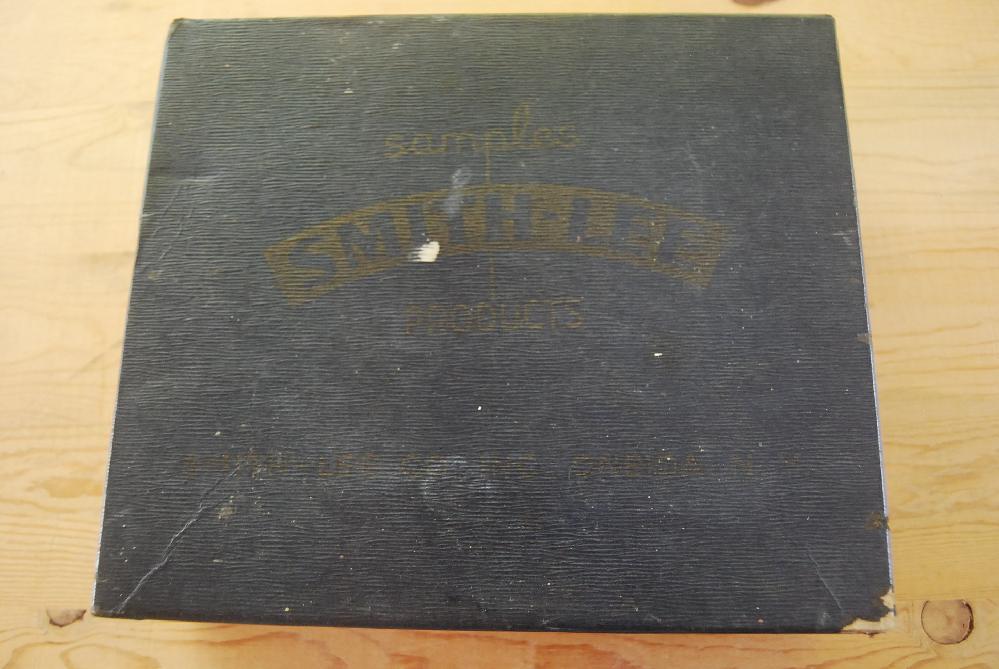 samples
SMITH-LEE
PRODUCTS
SMITH-LEE CO. INC. ONEIDA N. Y.